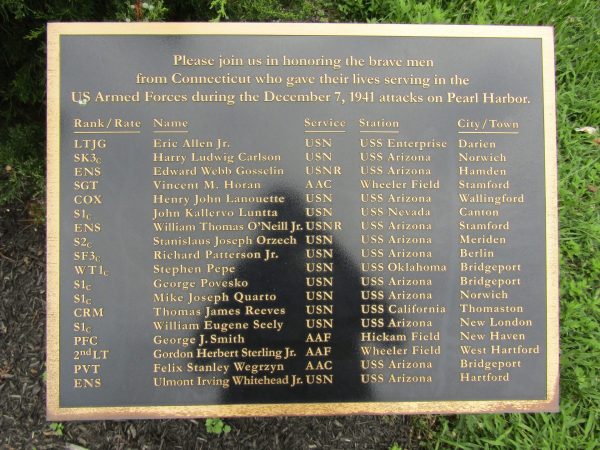 Please join us in honoring the brave men
from Connecticut who gave their lives serving in the
US Armed Forces during the December 7, 1941 attacks on Pearl Harbor.
Rank/Rate Name Service Station City/Town
LTJG Eric Allen Jr. USN USS Enterprise Darien
SK3c Harry Ludwig Carlson USN USS Arizona Norwich
ENS Edward Webb Gosselin USNR USS Arizona Hamden
SGT Vincent M. Horan AAC Wheeler Field Stamford
COX Henry John Lanouette USN USS Arizona Wallingford
S1c John Kallervo Luntta USN USS Nevada Canton
ENS William Thomas O'Neill Jr. USNR USS Arizona Stamford
S2c Stanislaus Joseph Orzech USN USS Arizona Meriden
SF3c Richard Patterson Jr. USN USS Arizona Berlin
WT1c Stephen Pepe USN USS Oklahoma Bridgeport
S1c George Povesko USN USS Arizona Bridgeport
S1c Mike Joseph Quarto USN USS Arizona Norwich
CRM Thomas James Reeves USN USS California Thomaston
S1c William Eugene Seely USN USS Arizona New London
PFC George J. Smith AAF Hickam Field New Haven
2nd LT Gordon Herbert Sterling Jr. AAF Wheeler Field West Hartford
PVT Felix Stanley Wegrzyn AAC USS Arizona Bridgeport
ENS Ulmont Irving Whitehead Jr. USN USS Arizona Hartford